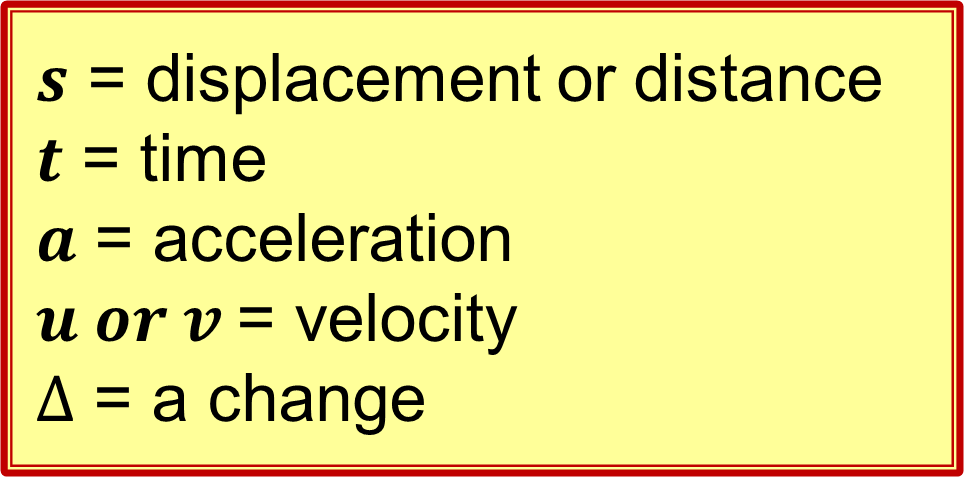 s = displacement or distance
t = time
a = acceleration
u or v = velocity
Δ = a change